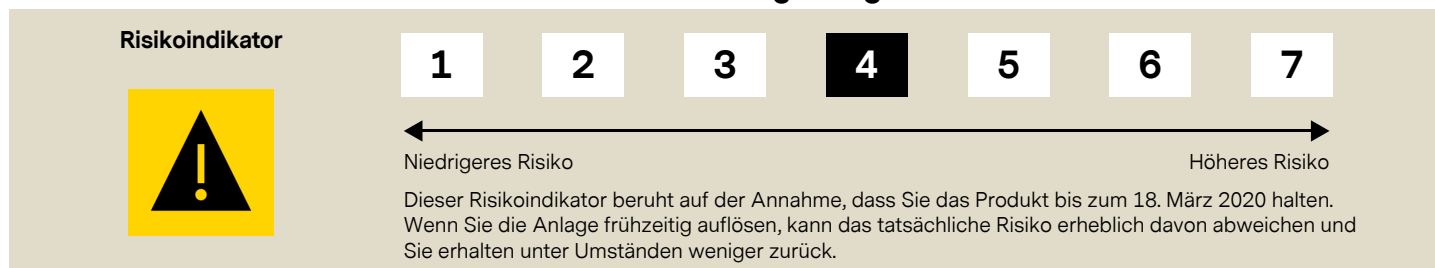 Risikoindikator
1 2 3 4 5 6 7
Niedrigeres Risiko Höheres Risiko
Dieser Risikoindikator beruht auf der Annahme, dass Sie das Produkt bis zum 18. März 2020 halten.
Wenn Sie die Anlage frühzeitig auflösen, kann das tatsächliche Risiko erheblich davon abweichen und
Sie erhalten unter Umständen weniger zurück.